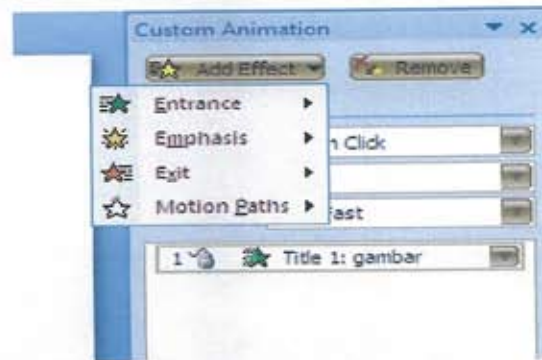 Custom Animation
Add Effect Remove
Entrance
Emphasis
Exit
Motion Paths
n Click
ast
1 Title 1: gambar